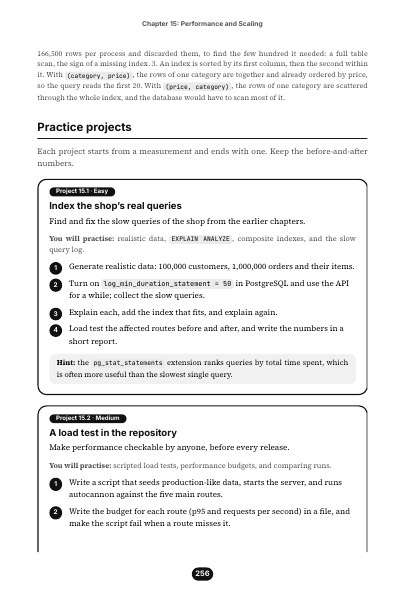 Chapter 15: Performance and Scaling
166,500 rows per process and discarded them, to find the few hundred it needed: a full table
scan, the sign of a missing index. 3. An index is sorted by its first column, then the second within
it. With (category, price), the rows of one category are together and already ordered by price,
so the query reads the first 20. With (price, category), the rows of one category are scattered
through the whole index, and the database would have to scan most of it.
Practice projects
Each project starts from a measurement and ends with one. Keep the before-and-after
numbers.
Project 15.1 · Easy
Index the shop's real queries
Find and fix the slow queries of the shop from the earlier chapters.
You will practise: realistic data, EXPLAIN ANALYZE, composite indexes, and the slow
query log.
1 Generate realistic data: 100,000 customers, 1,000,000 orders and their items.
2 Turn on log_min_duration_statement = 50 in PostgreSQL and use the API
for a while; collect the slow queries.
3 Explain each, add the index that fits, and explain again.
4 Load test the affected routes before and after, and write the numbers in a
short report.
Hint: the pg_stat_statements extension ranks queries by total time spent, which
is often more useful than the slowest single query.
Project 15.2 · Medium
A load test in the repository
Make performance checkable by anyone, before every release.
You will practise: scripted load tests, performance budgets, and comparing runs.
1 Write a script that seeds production-like data, starts the server, and runs
autocannon against the five main routes.
2 Write the budget for each route (p95 and requests per second) in a file, and
make the script fail when a route misses it.
256